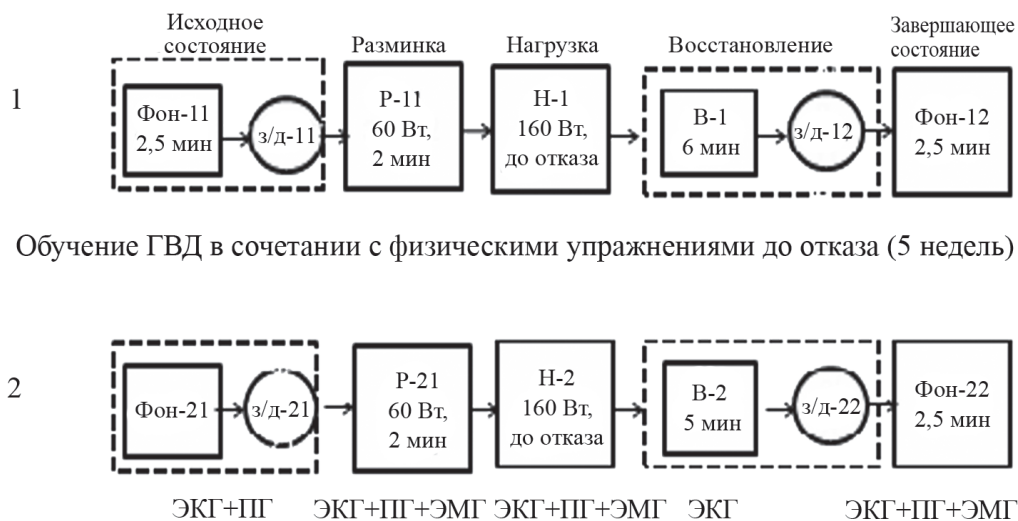 Исходное
состояние
Разминка
Нагрузка
Восстановление
Завершающее
состояние
1
Фон-11
2,5 мин
з/д-11
Р-11
60 Вт,
2 мин
Н-1
160 Вт,
до отказа
В-1
6 мин
з/д-12
Фон-12
2,5 мин
Обучение ГВД в сочетании с физическими упражнениями до отказа (5 недель)
2
Фон-21
з/д-21
Р-21
60 Вт,
2 мин
Н-2
160 Вт,
до отказа
В-2
5 мин
з/д-22
Фон-22
2,5 мин
ЭКГ+ПГ
ЭКГ+ПГ+ЭМГ
ЭКГ+ПГ+ЭМГ
ЭКГ
ЭКГ+ПГ+ЭМГ